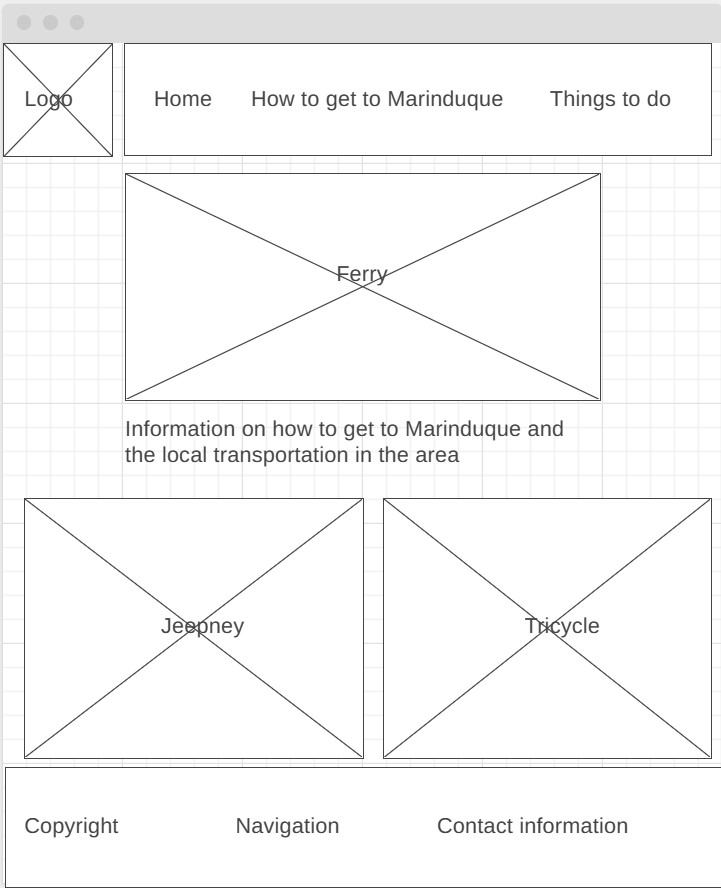 Logo
Home How to get to Marinduque Things to do
Ferry
Information on how to get to Marinduque and
the local transportation in the area
Jeepney Tricycle
Copyright Navigation Contact information